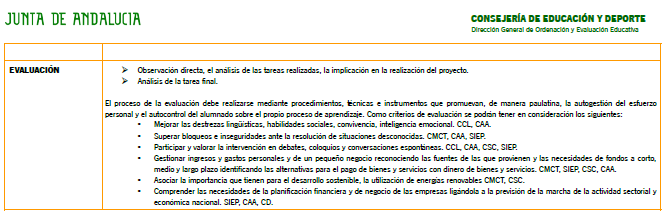 JUNTA DE ANDALUCIA
CONSEJERÍA DE EDUCACIÓN Y DEPORTE
Dirección General de Ordenación y Evaluación Educativa
EVALUACIÓN
➤ Observación directa, el análisis de las tareas realizadas, la implicación en la realización del proyecto.
➤ Análisis de la tarea final.
El proceso de la evaluación debe realizarse mediante procedimientos, técnicas e instrumentos que promuevan, de manera paulatina, la autogestión del esfuerzo
personal y el autocontrol del alumnado sobre el propio proceso de aprendizaje. Como criterios de evaluación se podrán tener en consideración los siguientes:
• Mejorar las destrezas lingüísticas, habilidades sociales, convivencia, inteligencia emocional. CCL, CAA.
• Superar bloqueos e inseguridades ante la resolución de situaciones desconocidas. CMCT, CAA, SIEP.
• Participar y valorar la intervención en debates, coloquios y conversaciones espontáneas. CCL, CAA, CSC, SIEP.
• Gestionar ingresos y gastos personales y de un pequeño negocio reconociendo las fuentes de las que provienen y las necesidades de fondos a corto,
medio y largo plazo identificando las alternativas para el pago de bienes y servicios con dinero de bienes y servicios. CMCT, SIEP, CSC, CAA.
• Asociar la importancia que tienen para el desarrollo sostenible, la utilización de energías renovables CMCT, CSC.
• Comprender las necesidades de la planificación financiera y de negocio de las empresas ligándola a la previsión de la marcha de la actividad sectorial y
económica nacional. SIEP, CAA, CD.